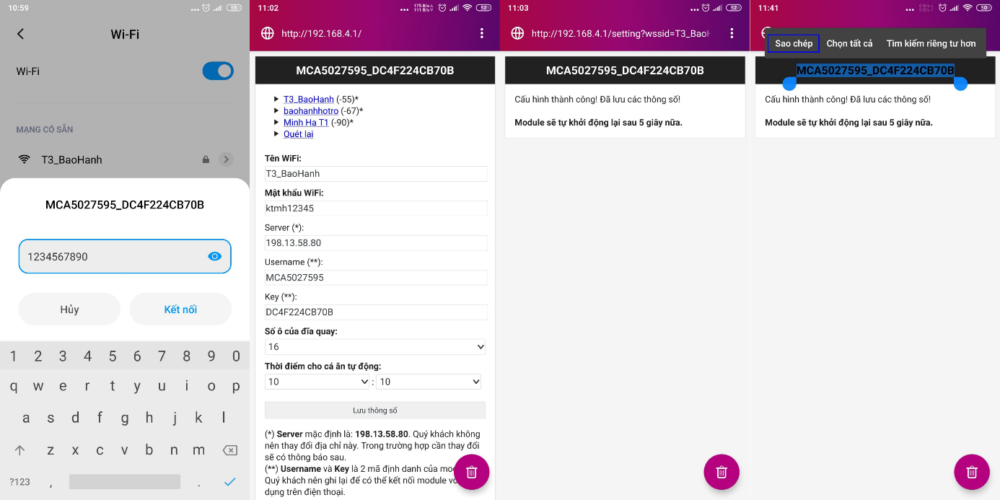 10:59
53
Wi-Fi
Wi-Fi
MẠNG CÓ SẴN
T3_BaoHanh
MCA5027595_DC4F224CB70B
1234567890
Hủy
Kết nối
1 2 3 4 5 6 7 8 9 0
q w e r t y u i o p
a s d f g h j k l
z x c v b n m
?123 , .
11:02
175 B/s
111 B/s
52
http://192.168.4.1/
MCA5027595_DC4F224CB70B
T3_BaoHanh (-55)*
baohanhhotro (-67)*
Minh Ha T1 (-90)*
Quét lại
Tên WiFi:
T3_BaoHanh
Mật khẩu WiFi:
ktmh12345
Server (*):
198.13.58.80
Username (**):
MCA5027595
Key (**):
DC4F224CB70B
Số ô của đĩa quay:
16
Thời điểm cho cá ăn tự động:
10 : 10
Lưu thông số
(*) Server mặc định là: 198.13.58.80. Quý khách không
nên thay đổi địa chỉ này. Trong trường hợp cần thay đổi
sẽ có thông báo sau.
(**) Username và Key là 2 mã định danh của
Quý khách nên ghi lại để có thể kết nối module
dụng trên điện thoại.
11:03
52
http://192.168.4.1/setting?wssid=T3_BaoH
MCA5027595_DC4F224CB70B
Cấu hình thành công! Đã lưu các thông số!
Module sẽ tự khởi động lại sau 5 giây nữa.
11:41
0 B/s
0 B/s
50
Sao chép Chọn tất cả Tìm kiếm riêng tư hơn
MCA5027595_DC4F224CB70B
Cấu hình thành công! Đã lưu các thông số!
Module sẽ tự khởi động lại sau 5 giây nữa.